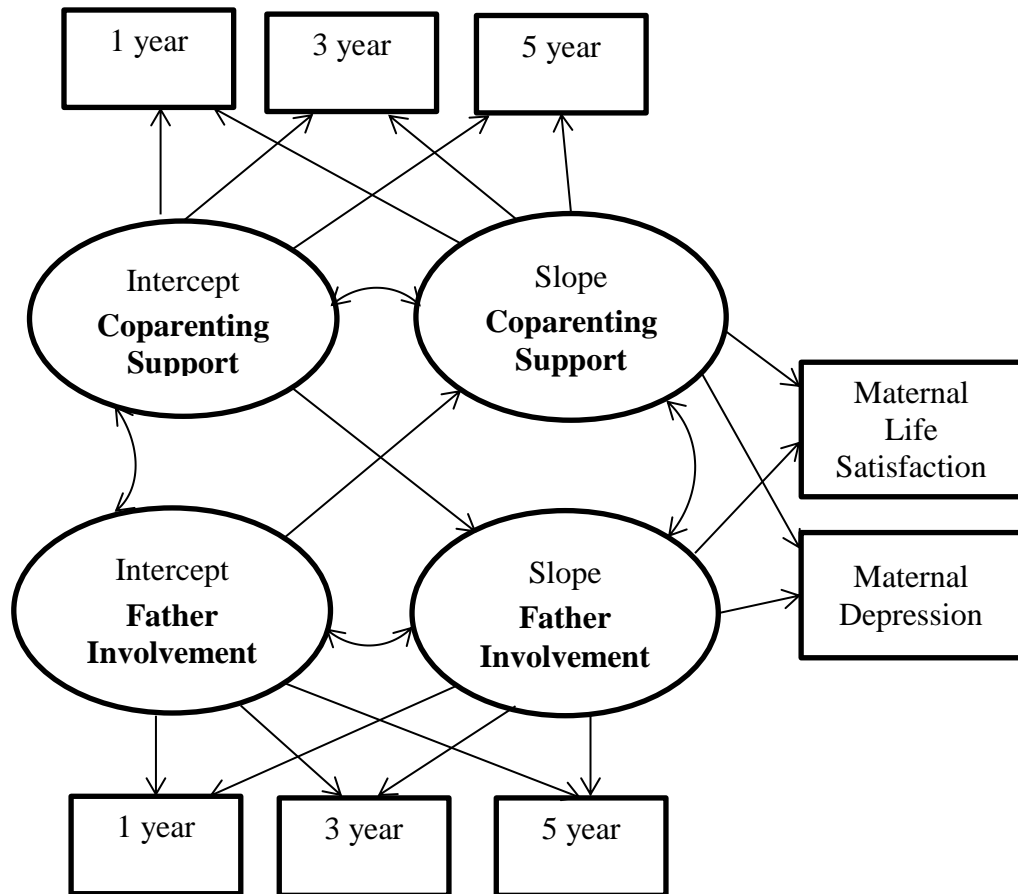 1 year
3 year
5 year
Intercept
Coparenting
Support
Slope
Coparenting
Support
Maternal
Life
Satisfaction
Intercept
Father
Involvement
Slope
Father
Involvement
Maternal
Depression
1 year
3 year
5 year